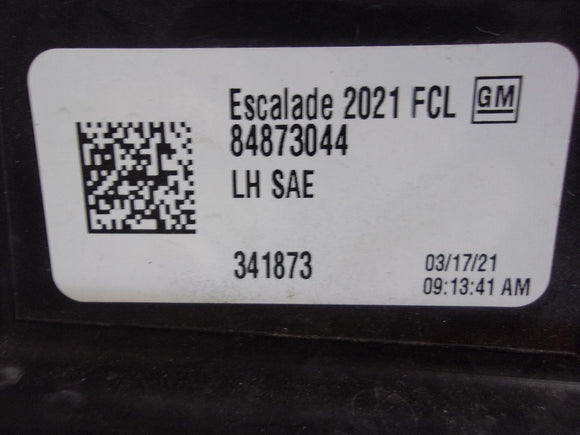 Escalade 2021 FCL GM
84873044
LH SAE
341873 03/17/21
09:13:41 AM